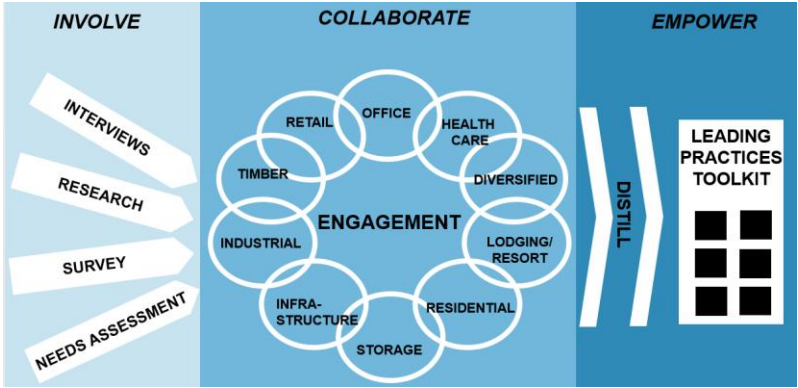 INVOLVE
COLLABORATE
EMPOWER
INTERVIEWS
RESEARCH
SURVEY
NEEDS ASSESSMENT
OFFICE
RETAIL
HEALTH
CARE
TIMBER
DIVERSIFIED
ENGAGEMENT
INDUSTRIAL
LODGING/
RESORT
INFRA-
STRUCTURE
RESIDENTIAL
STORAGE
DISTILL
LEADING
PRACTICES
TOOLKIT